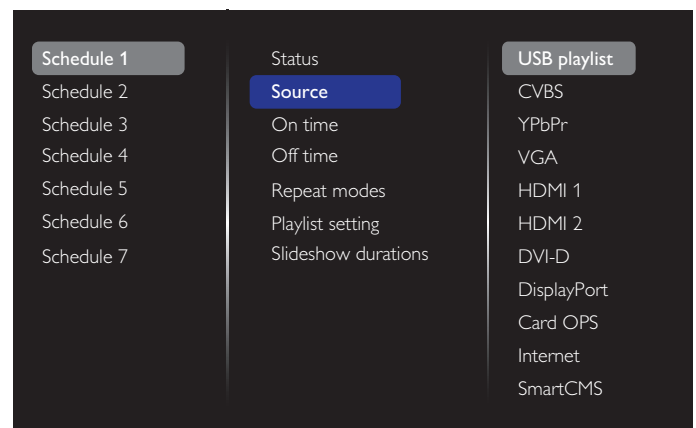 Schedule 1
Schedule 2
Schedule 3
Schedule 4
Schedule 5
Schedule 6
Schedule 7
Status
Source
On time
Off time
Repeat modes
Playlist setting
Slideshow durations
USB playlist
CVBS
YPbPr
VGA
HDMI 1
HDMI 2
DVI-D
DisplayPort
Card OPS
Internet
SmartCMS